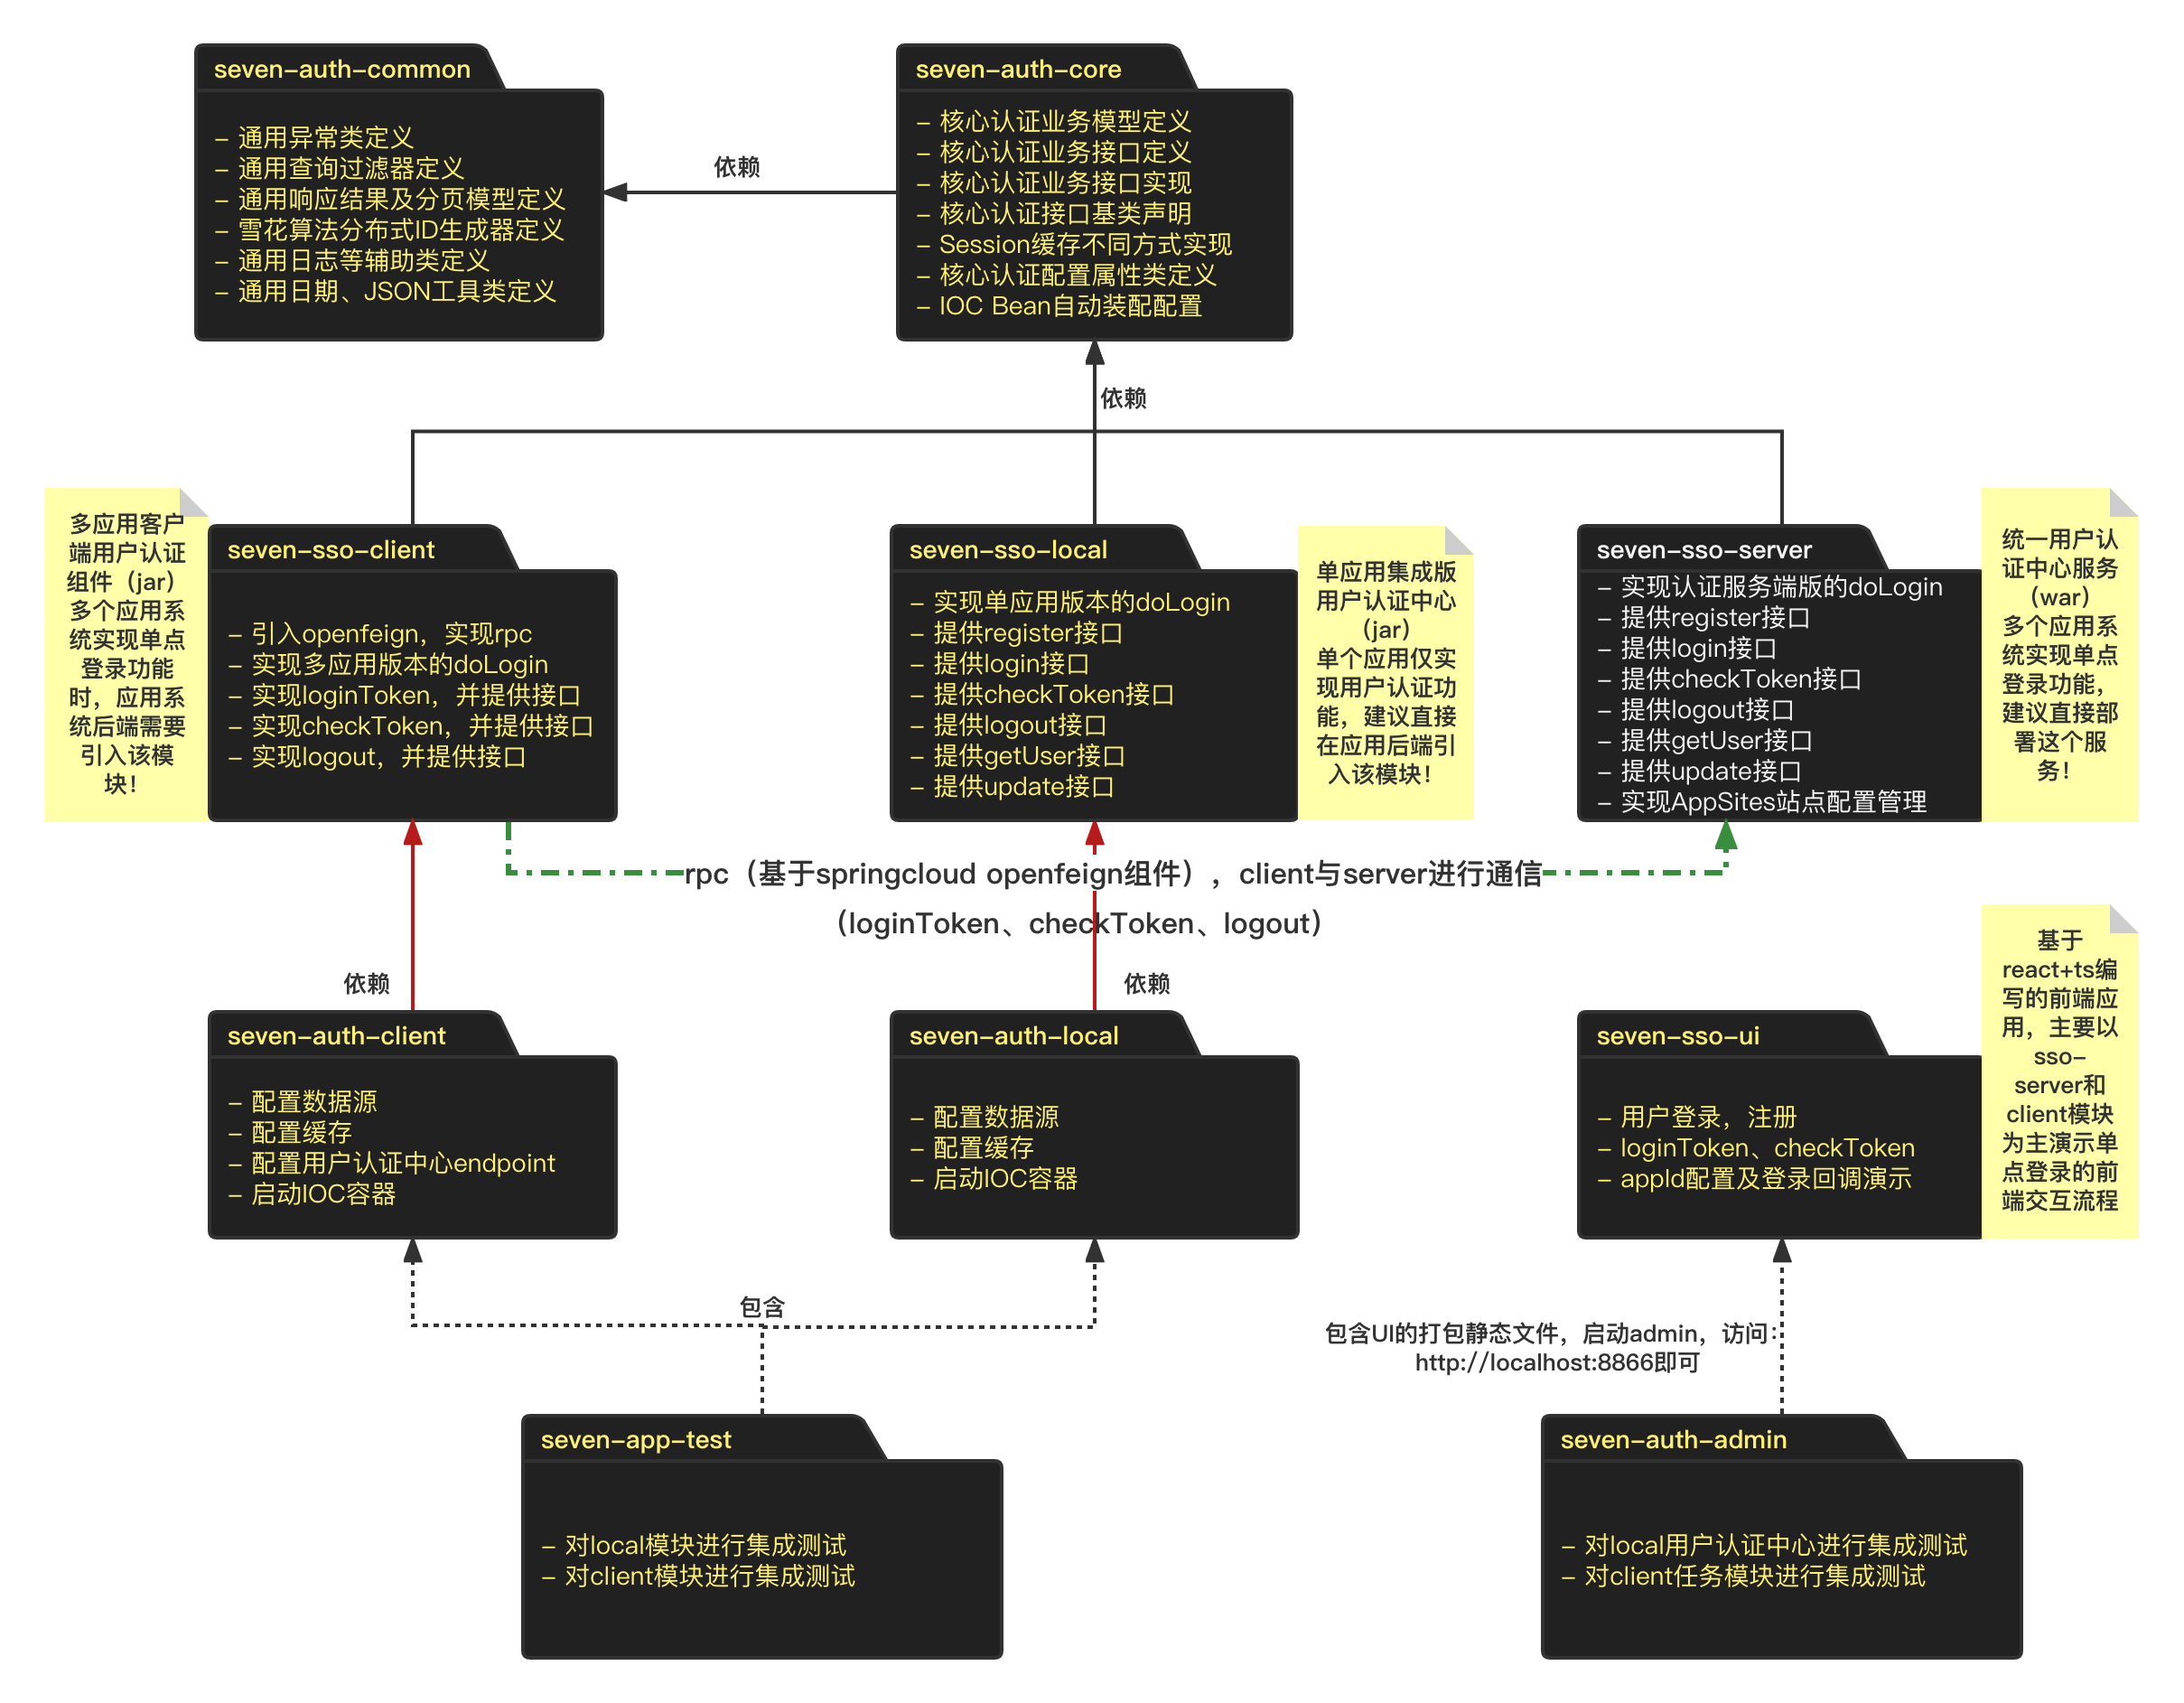 seven-auth-common
- 通用异常类定义
- 通用查询过滤器定义
- 通用响应结果及分页模型定义
- 雪花算法分布式ID生成器定义
- 通用日志等辅助类定义
- 通用日期、JSON工具类定义
依赖
seven-auth-core
- 核心认证业务模型定义
- 核心认证业务接口定义
- 核心认证业务接口实现
- 核心认证接口基类声明
- Session缓存不同方式实现
- 核心认证配置属性类定义
- IOC Bean自动装配配置
依赖
多应用客户
端用户认证
组件（jar）
多个应用系
统实现单点
登录功能
时，应用系
统后端需要
引入该模
块！
seven-sso-client
- 引入openfeign，实现rpc
- 实现多应用版本的doLogin
- 实现loginToken，并提供接口
- 实现checkToken，并提供接口
- 实现logout，并提供接口
seven-sso-local
- 实现单应用版本的doLogin
- 提供register接口
- 提供login接口
- 提供checkToken接口
- 提供logout接口
- 提供getUser接口
- 提供update接口
单应用集成版
用户认证中心
（jar）
单个应用仅实
现用户认证功
能，建议直接
在应用后端引
入该模块！
seven-sso-server
- 实现认证服务端版的doLogin
- 提供register接口
- 提供login接口
- 提供checkToken接口
- 提供logout接口
- 提供getUser接口
- 提供update接口
- 实现AppSites站点配置管理
统一用户认
证中心服务
（war）
多个应用系
统实现单点
登录功能，
建议直接部
署这个服
务！
rpc（基于springcloud openfeign组件），client与server进行通信
（loginToken、checkToken、logout）
依赖
依赖
seven-auth-client
- 配置数据源
- 配置缓存
- 配置用户认证中心endpoint
- 启动IOC容器
seven-auth-local
- 配置数据源
- 配置缓存
- 启动IOC容器
seven-sso-ui
- 用户登录，注册
- loginToken、checkToken
- appId配置及登录回调演示
基于
react+ts编
写的前端应
用，主要以
sso-
server和
client模块
为主演示单
点登录的前
端交互流程
包含
包含UI的打包静态文件，启动admin，访问：
http://localhost:8866即可
seven-app-test
- 对local模块进行集成测试
- 对client模块进行集成测试
seven-auth-admin
- 对local用户认证中心进行集成测试
- 对client任务模块进行集成测试